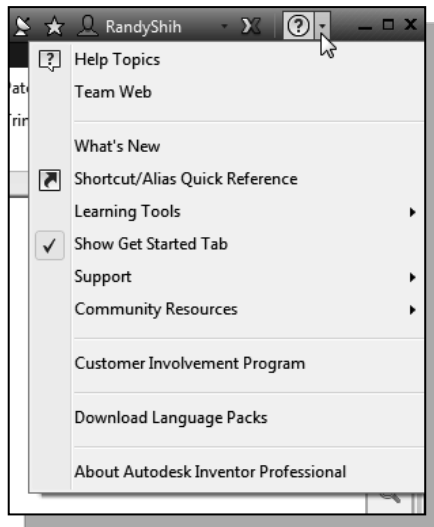 RandyShih
Help Topics
Team Web
What's New
Shortcut/Alias Quick Reference
Learning Tools
Show Get Started Tab
Support
Community Resources
Customer Involvement Program
Download Language Packs
About Autodesk Inventor Professional